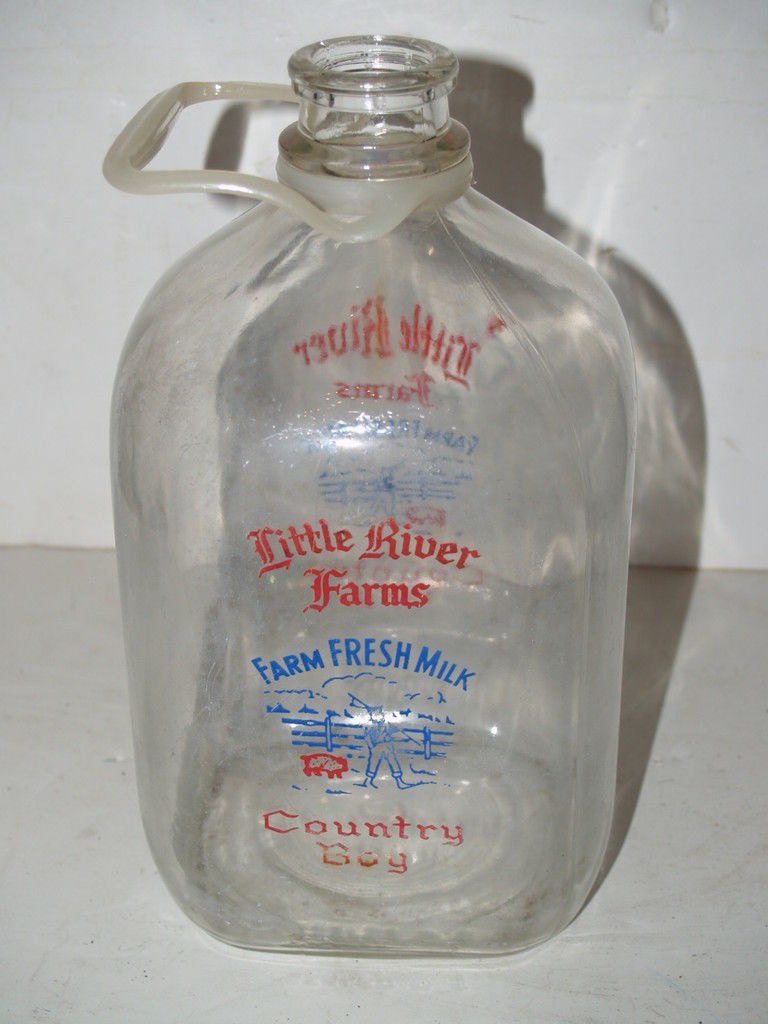 Little River
Farms
FARM FRESH MILK
Country
Boy